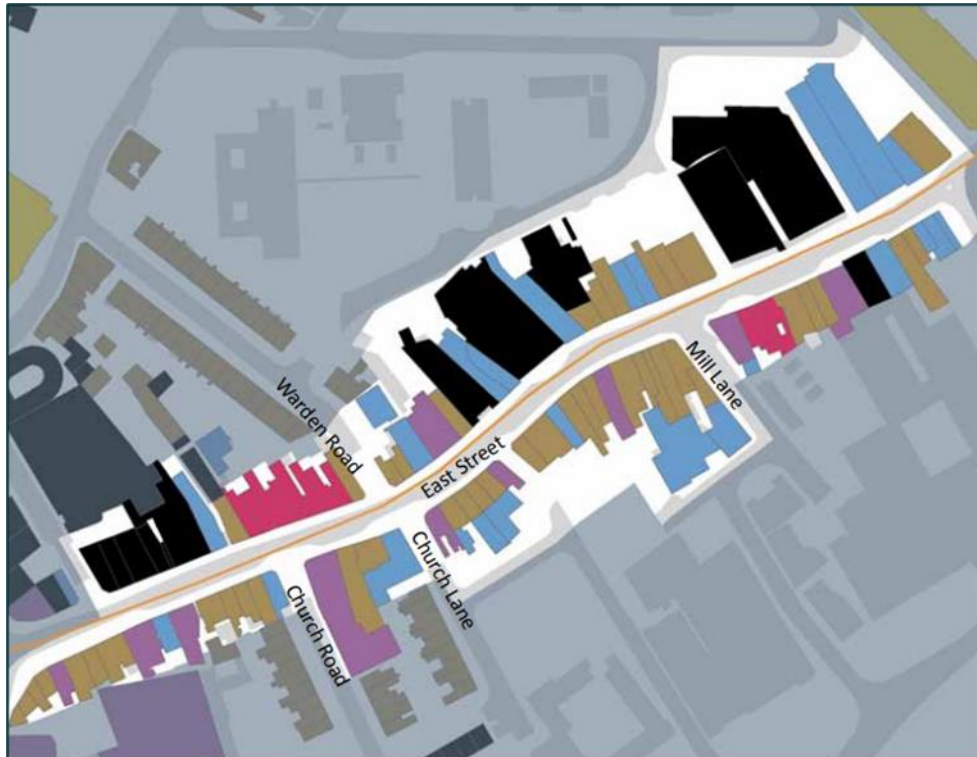 Mill Lane
Warden Road
East Street
Church Lane
Church Road